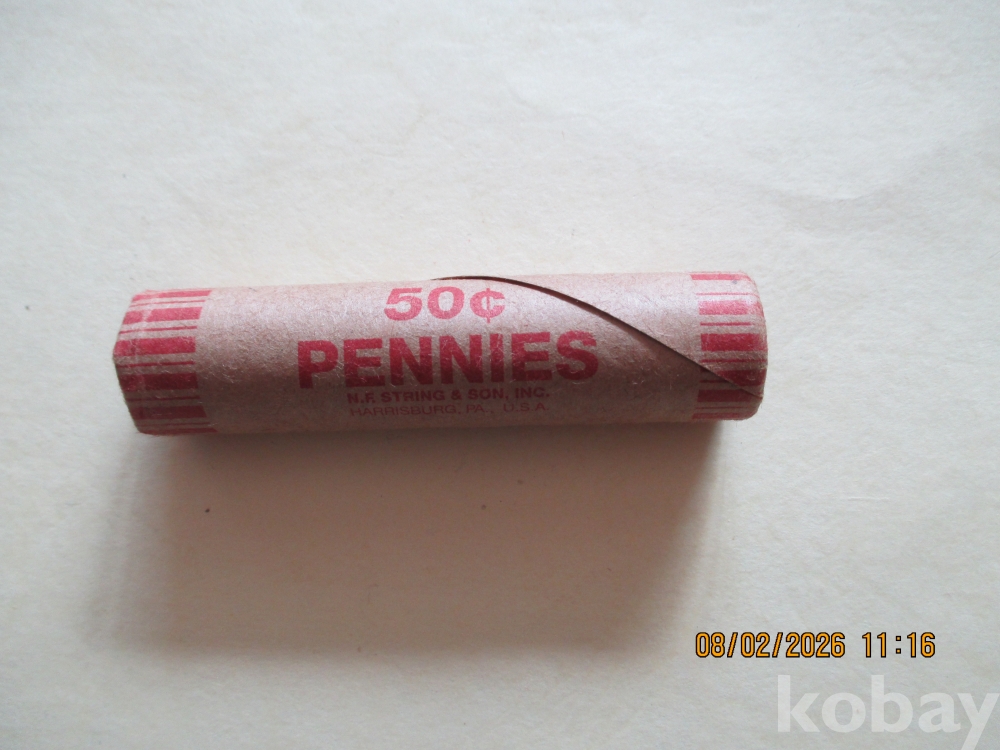 50¢
PENNIES
N.F. STRING & SON, INC.
HARRISBURG, PA., U.S.A.
08/02/2026 11:16
kobay